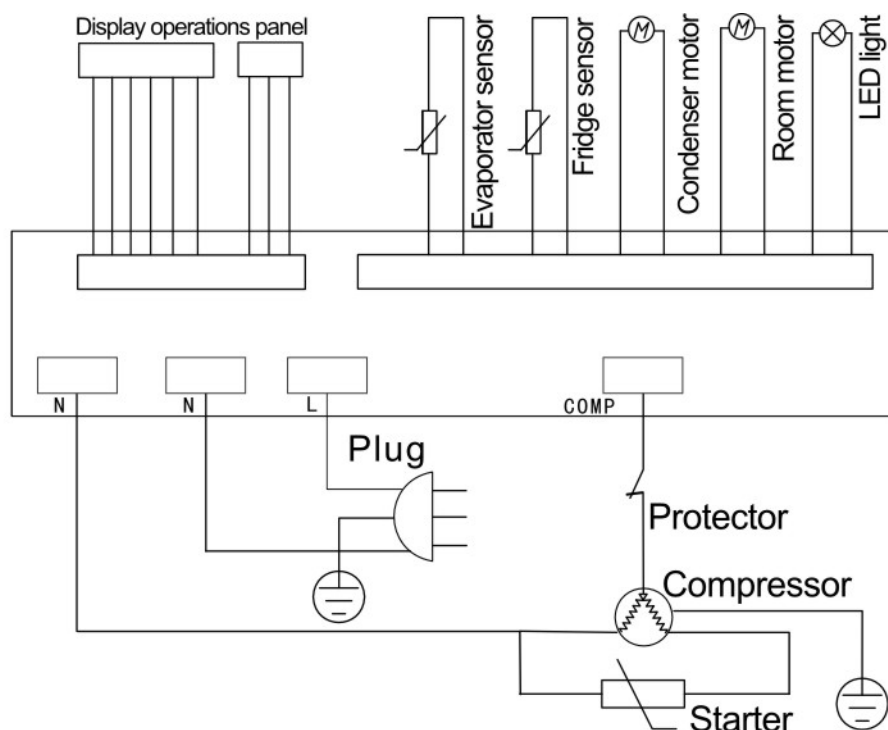 Display operations panel
Evaporator sensor
Fridge sensor
Condenser motor
Room motor
LED light
M
M
N
N
L
COMP
Plug
Protector
Compressor
Starter